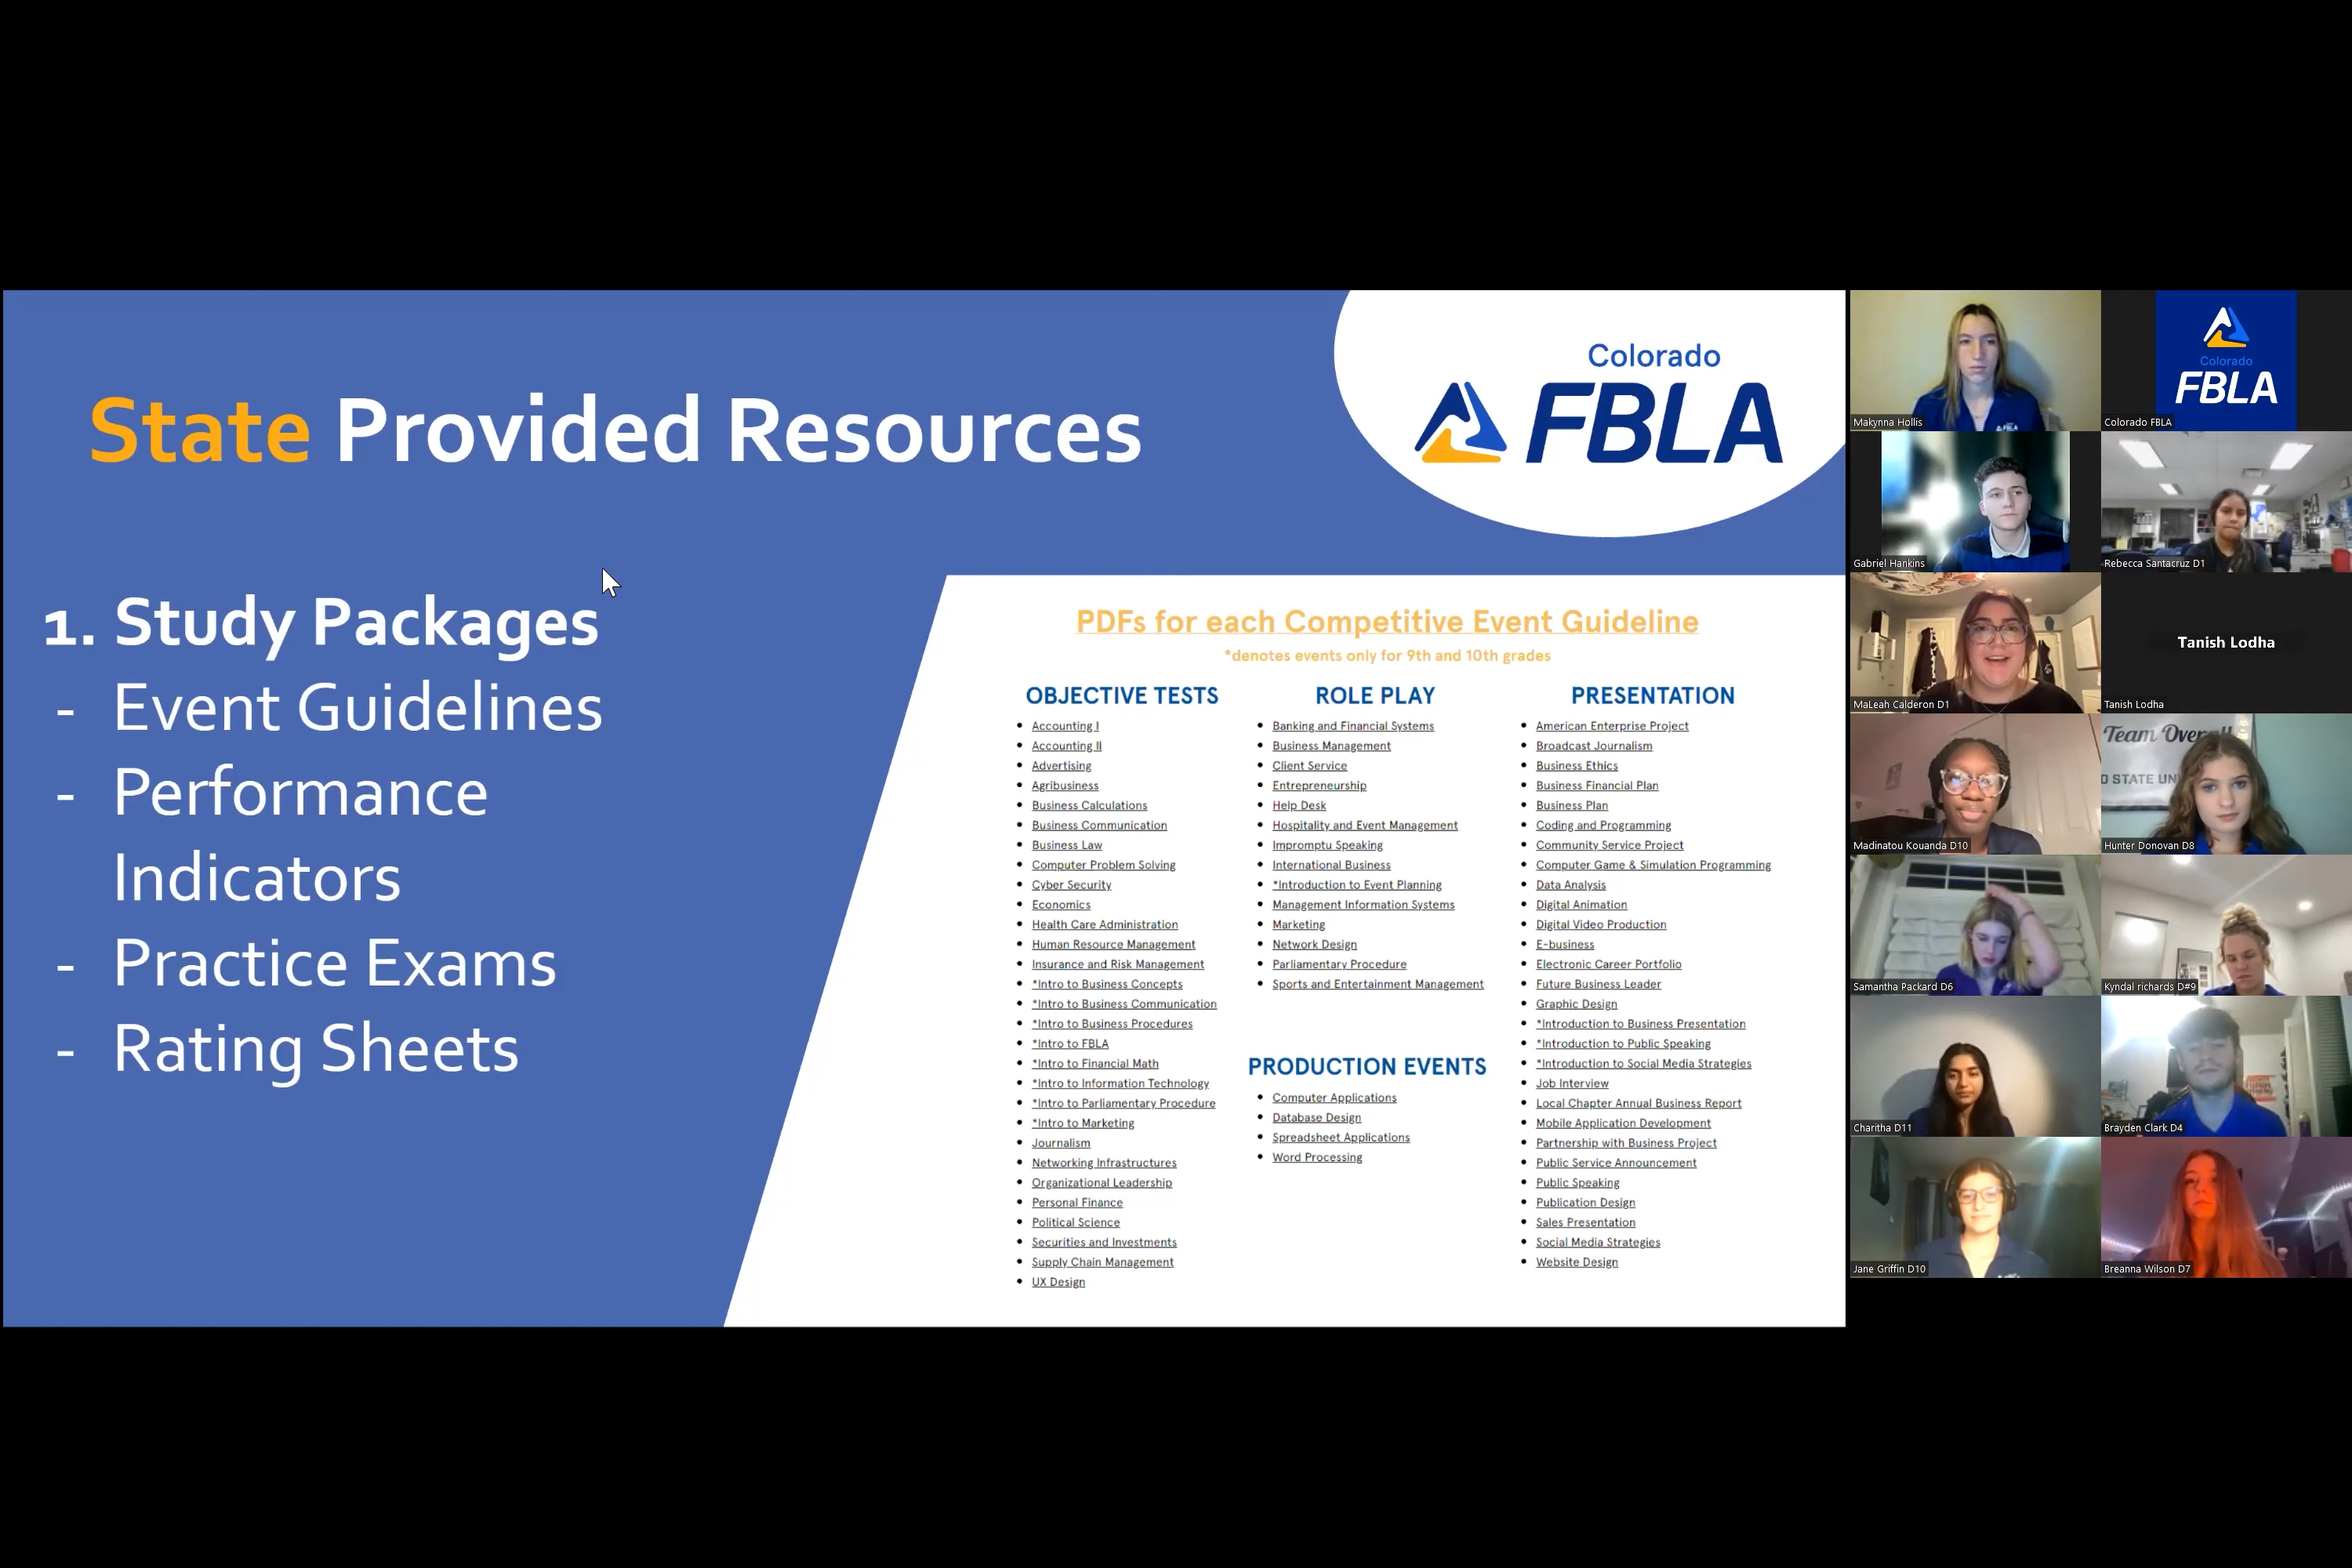 State Provided Resources
Colorado
FBLA
1. Study Packages
- Event Guidelines
- Performance
Indicators
- Practice Exams
- Rating Sheets
PDFs for each Competitive Event Guideline
*denotes events only for 9th and 10th grades
OBJECTIVE TESTS
• Accounting I
• Accounting II
• Advertising
• Agribusiness
• Business Calculations
• Business Communication
• Business Law
• Computer Problem Solving
• Cyber Security
• Economics
• Health Care Administration
• Human Resource Management
• Insurance and Risk Management
• *Intro to Business Concepts
• *Intro to Business Communication
• *Intro to Business Procedures
• *Intro to FBLA
• *Intro to Financial Math
• *Intro to Information Technology
• *Intro to Parliamentary Procedure
• *Intro to Marketing
• Journalism
• Networking Infrastructures
• Organizational Leadership
• Personal Finance
• Political Science
• Securities and Investments
• Supply Chain Management
• UX Design
ROLE PLAY
• Banking and Financial Systems
• Business Management
• Client Service
• Entrepreneurship
• Help Desk
• Hospitality and Event Management
• Impromptu Speaking
• International Business
• *Introduction to Event Planning
• Management Information Systems
• Marketing
• Network Design
• Parliamentary Procedure
• Sports and Entertainment Management
PRODUCTION EVENTS
• Computer Applications
• Database Design
• Spreadsheet Applications
• Word Processing
PRESENTATION
• American Enterprise Project
• Broadcast Journalism
• Business Ethics
• Business Financial Plan
• Business Plan
• Coding and Programming
• Community Service Project
• Computer Game & Simulation Programming
• Data Analysis
• Digital Animation
• Digital Video Production
• E-business
• Electronic Career Portfolio
• Future Business Leader
• Graphic Design
• *Introduction to Business Presentation
• *Introduction to Public Speaking
• *Introduction to Social Media Strategies
• Job Interview
• Local Chapter Annual Business Report
• Mobile Application Development
• Partnership with Business Project
• Public Service Announcement
• Public Speaking
• Publication Design
• Sales Presentation
• Social Media Strategies
• Website Design
Makynna Hollis
Colorado
FBLA
Colorado FBLA
Gabriel Hankins
Rebecca Santacruz D1
MaLeah Calderon D1
Tanish Lodha
Tanish Lodha
Madinatou Kouanda D10
Team Overall
STATE
Hunter Donovan D8
Samantha Packard D6
Kyndal richards D#9
Charitha D11
Brayden Clark D4
Jane Griffin D10
Breanna Wilson D7